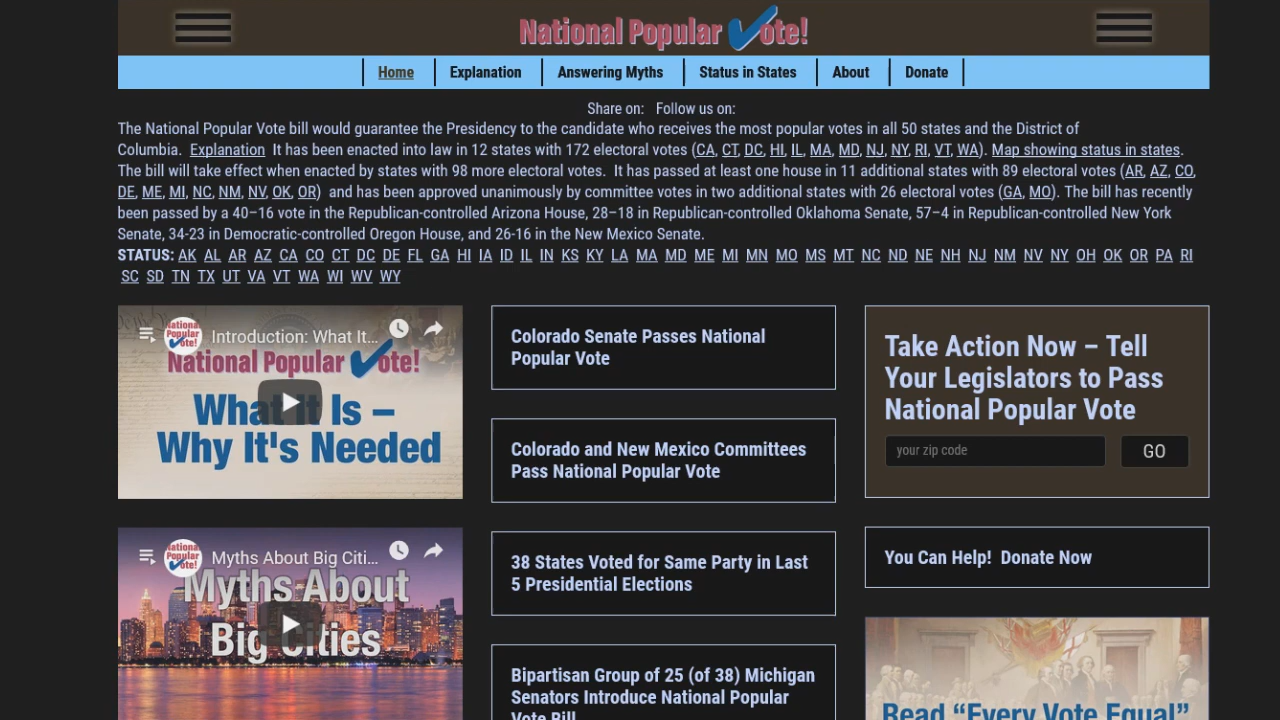 National Popular Vote!
Home
Explanation
Answering Myths
Status in States
About
Donate
Share on: Follow us on:
The National Popular Vote bill would guarantee the Presidency to the candidate who receives the most popular votes in all 50 states and the District of
Columbia. Explanation It has been enacted into law in 12 states with 172 electoral votes (CA, CT, DC, HI, IL, MA, MD, NJ, NY, RI, VT, WA). Map showing status in states.
The bill will take effect when enacted by states with 98 more electoral votes. It has passed at least one house in 11 additional states with 89 electoral votes (AR, AZ, CO,
DE, ME, MI, NC, NM, NV, OK, OR) and has been approved unanimously by committee votes in two additional states with 26 electoral votes (GA, MO). The bill has recently
been passed by a 40–16 vote in the Republican-controlled Arizona House, 28–18 in Republican-controlled Oklahoma Senate, 57–4 in Republican-controlled New York
Senate, 34-23 in Democratic-controlled Oregon House, and 26-16 in the New Mexico Senate.
STATUS: AK AL AR AZ CA CO CT DC DE FL GA HI IA ID IL IN KS KY LA MA MD ME MI MN MO MS MT NC ND NE NH NJ NM NV NY OH OK OR PA RI
SC SD TN TX UT VA VT WA WI WV WY
National Popular Vote!
Introduction: What It...
National Popular Vote!
What It Is –
Why It's Needed
National Popular Vote!
Myths About Big Citi...
Myths About
Big Cities
Colorado Senate Passes National
Popular Vote
Colorado and New Mexico Committees
Pass National Popular Vote
38 States Voted for Same Party in Last
5 Presidential Elections
Bipartisan Group of 25 (of 38) Michigan
Senators Introduce National Popular
Vote Bill
Take Action Now – Tell
Your Legislators to Pass
National Popular Vote
your zip code
GO
You Can Help! Donate Now
Read “Every Vote Equal”